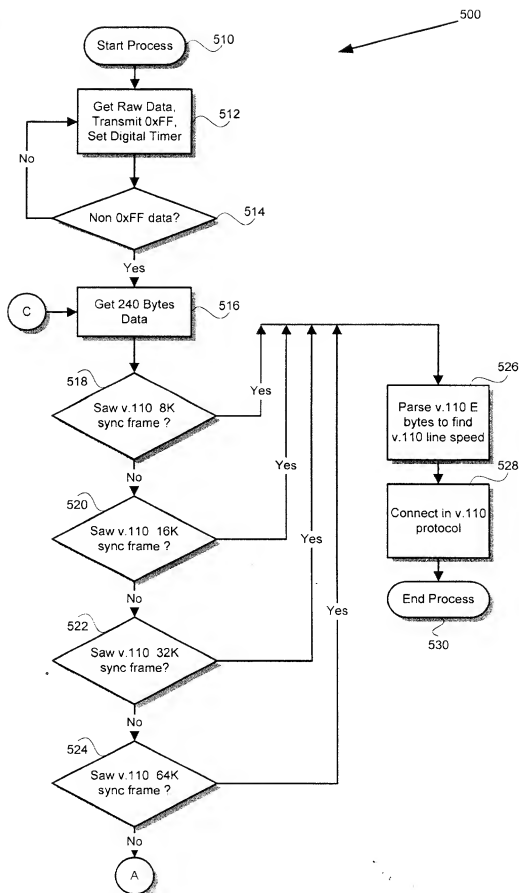 500
Start Process
510
Get Raw Data,
Transmit 0xFF,
Set Digital Timer
512
No
Non 0xFF data?
514
Yes
C
Get 240 Bytes
Data
516
518
Saw v.110 8K
sync frame ?
Yes
No
520
Saw v.110 16K
sync frame ?
Yes
No
522
Saw v.110 32K
sync frame?
Yes
No
524
Saw v.110 64K
sync frame ?
Yes
No
A
526
Parse v.110 E
bytes to find
v.110 line speed
528
Connect in v.110
protocol
End Process
530